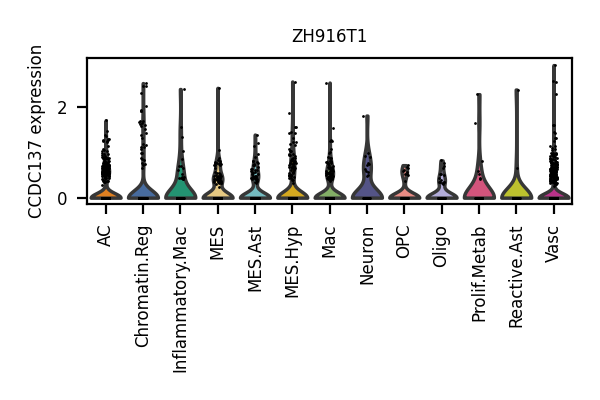 ZH916T1
CCDC137 expression
2
0
AC
Chromatin.Reg
Inflammatory.Mac
MES
MES.Ast
MES.Hyp
Mac
Neuron
OPC
Oligo
Prolif.Metab
Reactive.Ast
Vasc